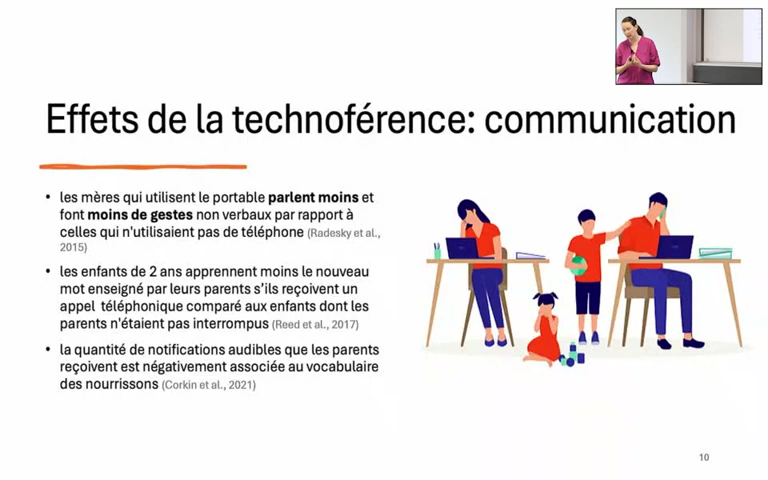 Effets de la technoférence: communication
• les mères qui utilisent le portable parlent moins et
font moins de gestes non verbaux par rapport à
celles qui n'utilisaient pas de téléphone (Radesky et al.,
2015)
• les enfants de 2 ans apprennent moins le nouveau
mot enseigné par leurs parents s’ils reçoivent un
appel téléphonique comparé aux enfants dont les
parents n'étaient pas interrompus (Reed et al., 2017)
• la quantité de notifications audibles que les parents
reçoivent est négativement associée au vocabulaire
des nourrissons (Corkin et al., 2021)
10